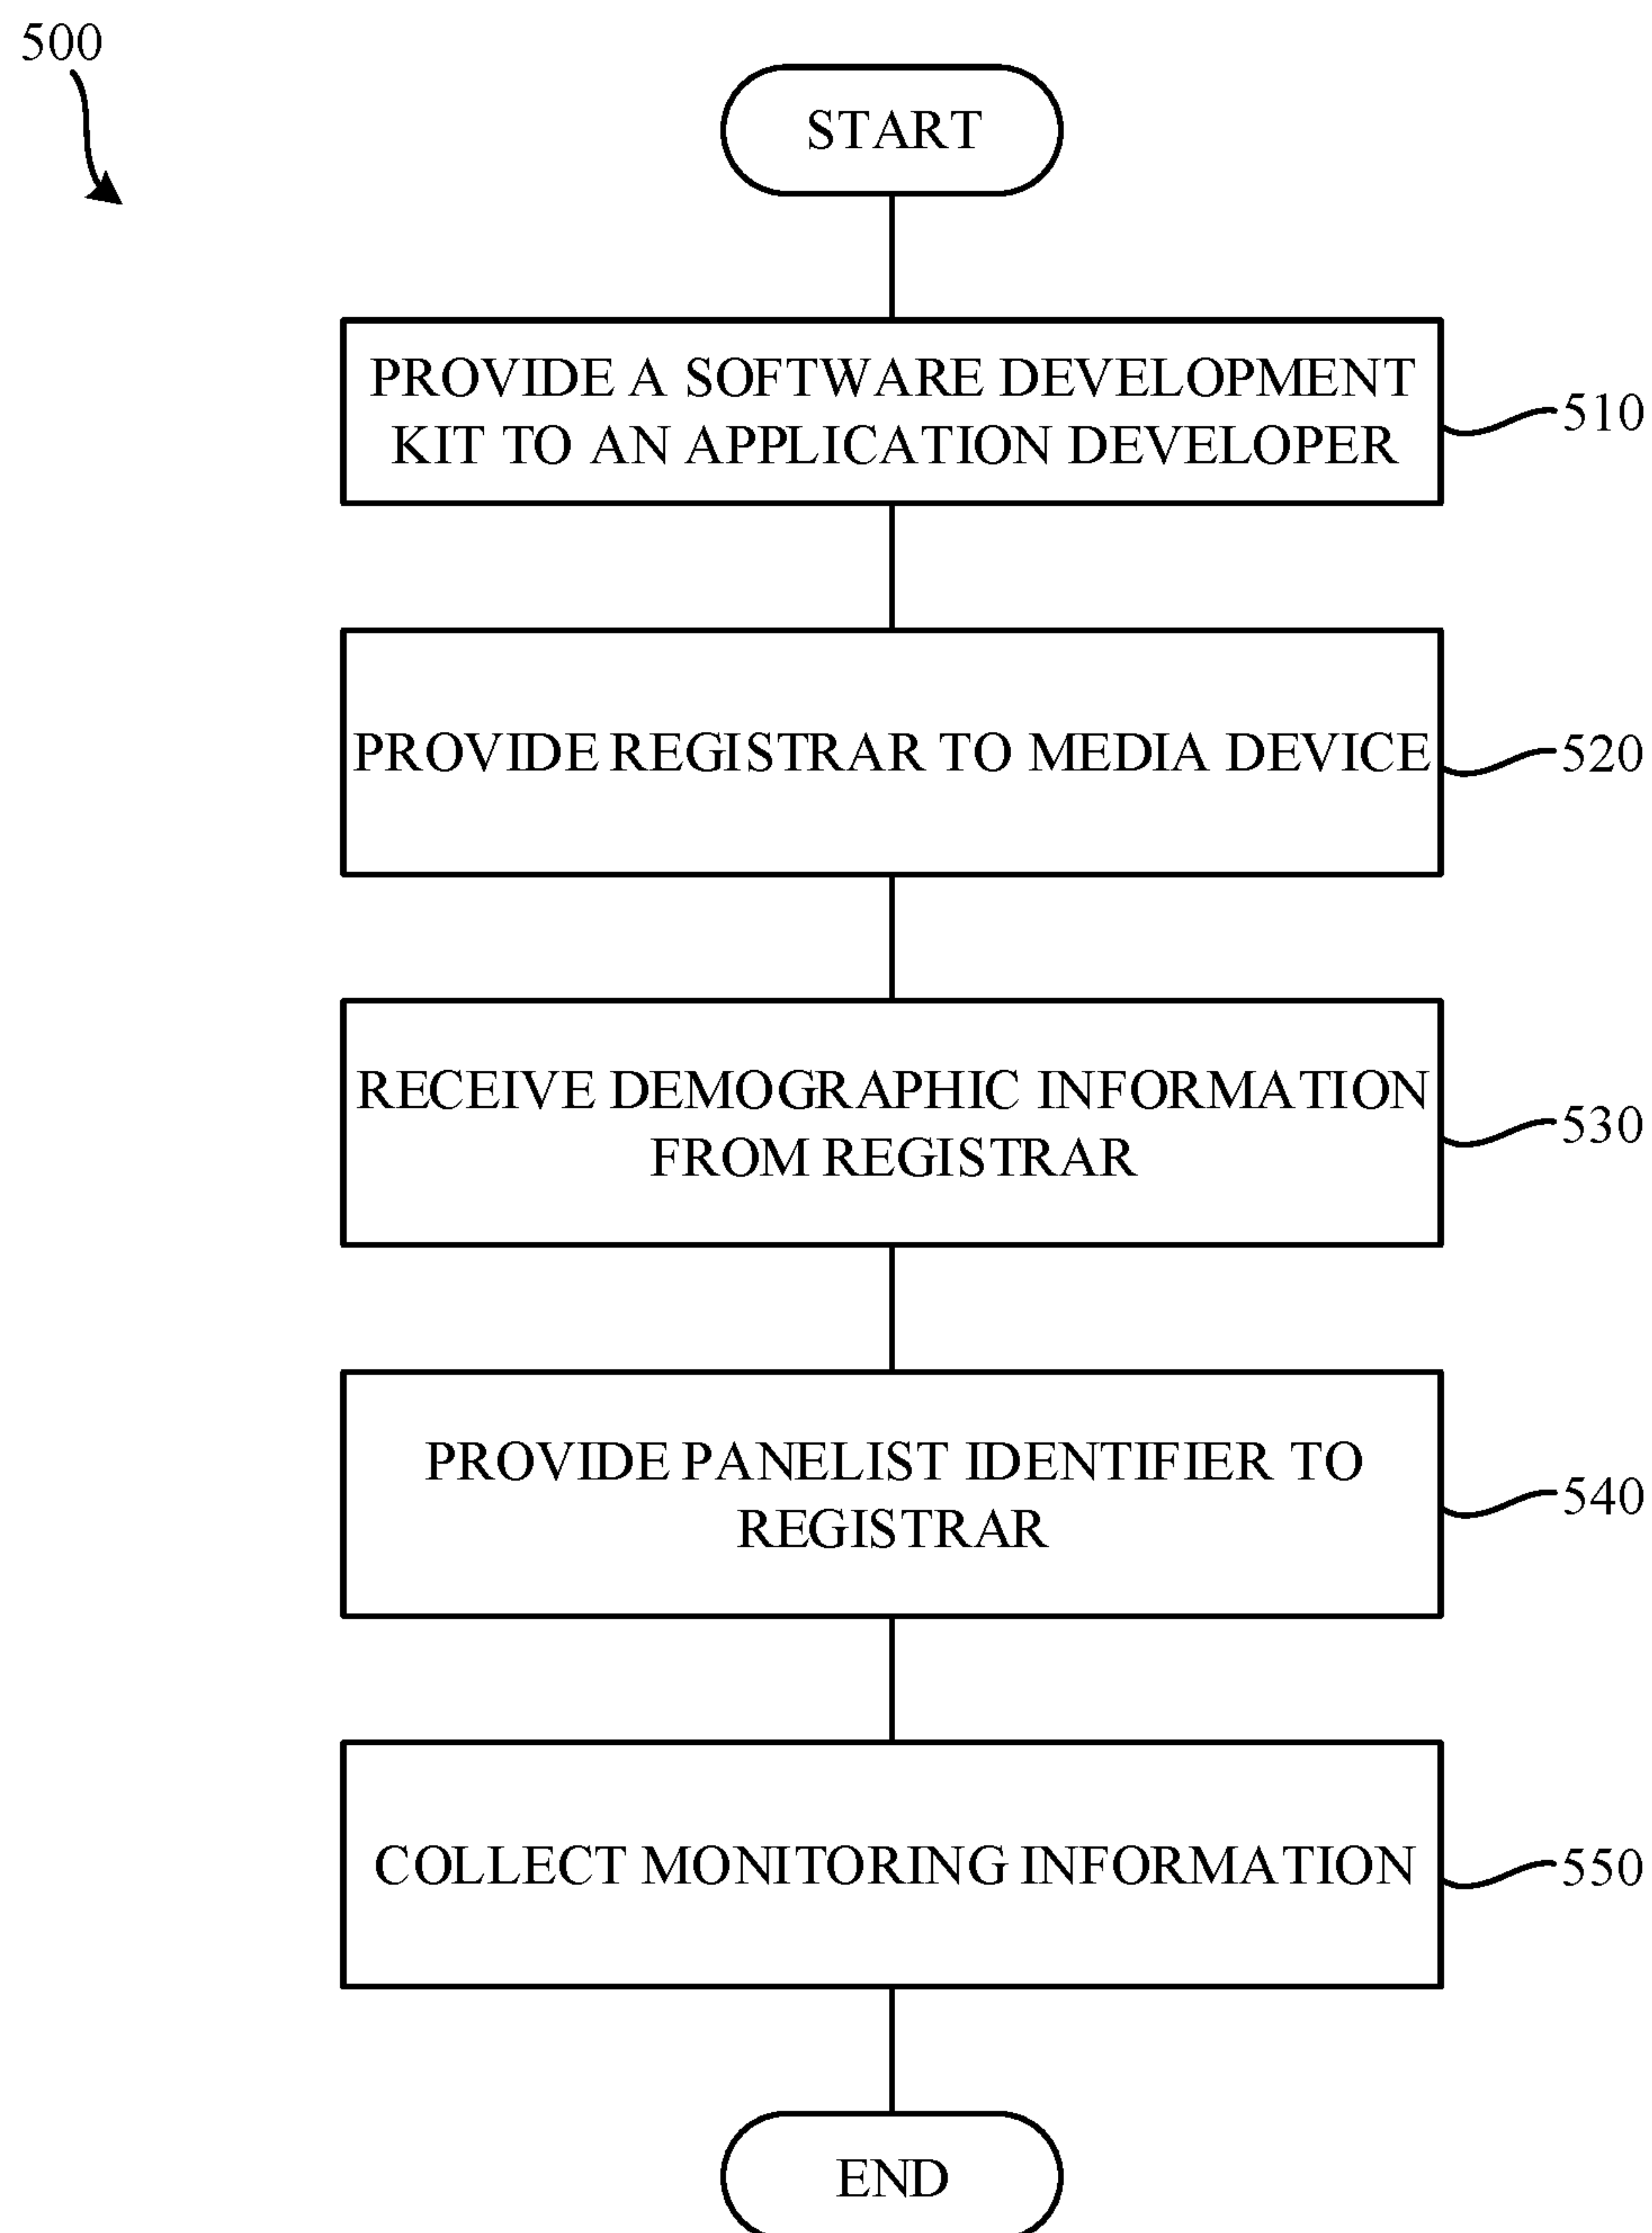 500
START
PROVIDE A SOFTWARE DEVELOPMENT
KIT TO AN APPLICATION DEVELOPER
510
PROVIDE REGISTRAR TO MEDIA DEVICE
520
RECEIVE DEMOGRAPHIC INFORMATION
FROM REGISTRAR
530
PROVIDE PANELIST IDENTIFIER TO
REGISTRAR
540
COLLECT MONITORING INFORMATION
550
END